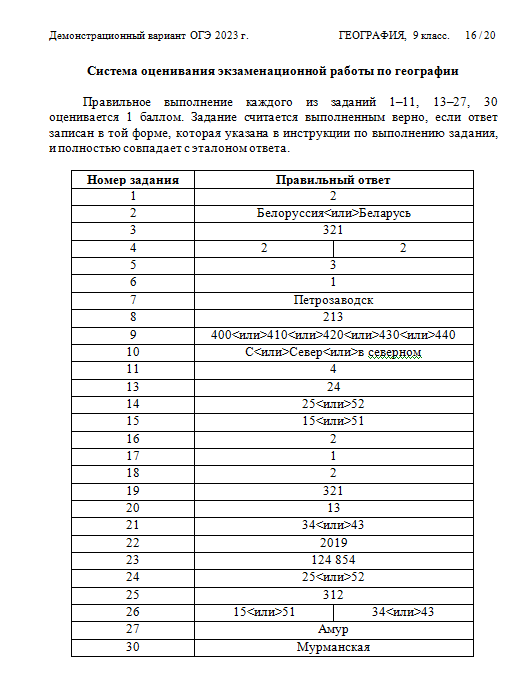 Демонстрационный вариант ОГЭ 2023 г. ГЕОГРАФИЯ, 9 класс. 16 / 20
Система оценивания экзаменационной работы по географии
Правильное выполнение каждого из заданий 1–11, 13–27, 30
оценивается 1 баллом. Задание считается выполненным верно, если ответ
записан в той форме, которая указана в инструкции по выполнению задания,
и полностью совпадает с эталоном ответа.
Номер задания Правильный ответ
1 2
2 Белоруссия<или>Беларусь
3 321
4 2 2
5 3
6 1
7 Петрозаводск
8 213
9 400<или>410<или>420<или>430<или>440
10 С<или>Север<или>в северном
11 4
13 24
14 25<или>52
15 15<или>51
16 2
17 1
18 2
19 321
20 13
21 34<или>43
22 2019
23 124 854
24 25<или>52
25 312
26 15<или>51 34<или>43
27 Амур
30 Мурманская